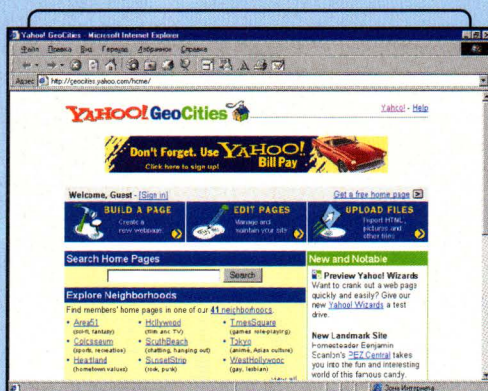 Yahoo! GeoCities - Microsoft Internet Explorer
Файл Правка Вид Переход Избранное Справка
Адрес http://geocities.yahoo.com/home/
YAHOO! GeoCities
Yahoo! - Help
Don't Forget. Use YAHOO! Bill Pay
Click here to sign up!
Welcome, Guest - [Sign in]
Get a free home page
BUILD A PAGE
Create a
new webpage.
EDIT PAGES
Manage and
maintain your site
UPLOAD FILES
Import HTML,
pictures and
other files
Search Home Pages
Search
Explore Neighborhoods
Find members' home pages in one of our 41 neighborhoods.
Area51
(sci-fi, fantasy)
Colosseum
(sports, recreation)
Heartland
(hometown values)
Hollywood
(film and TV)
SouthBeach
(chatting, hanging out)
SunsetStrip
(rock, punk)
TimesSquare
(games role-playing)
Tokyo
(anime, Asian culture)
WestHollywood
(gay, lesbian)
New and Notable
Preview Yahoo! Wizards
Want to crank out a web page
quickly and easily? Give our
new Yahoo! Wizards a test
drive.
New Landmark Site
Homesteader Eenjamin
Scanlon's PEZ Central takes
you into the fun and interesting
world of this famous candy.
Зона Интернета